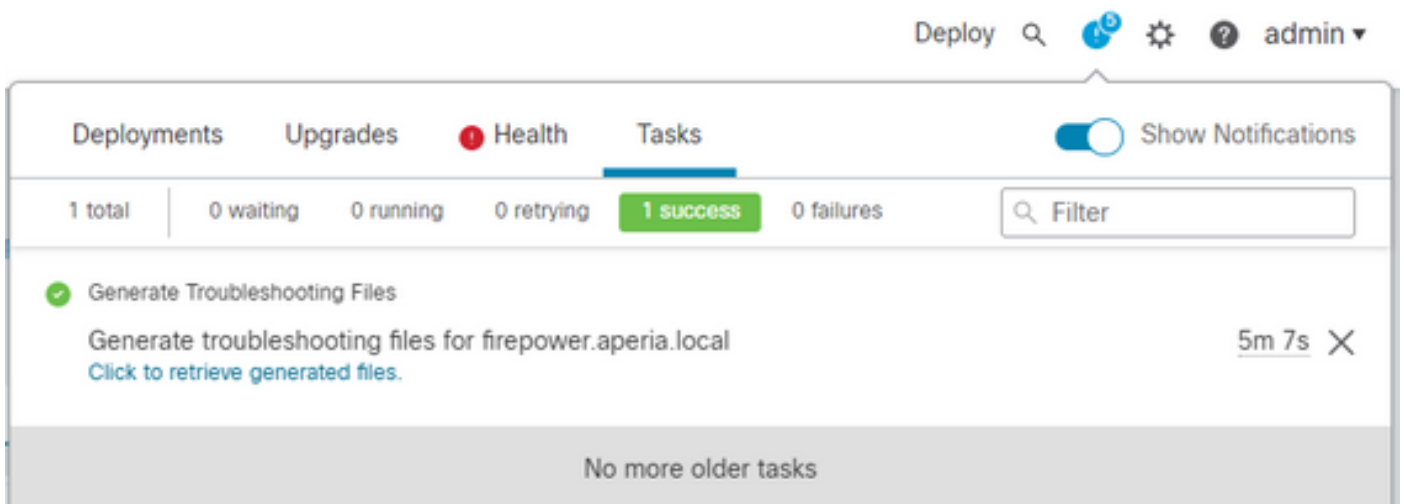 Deploy 5 admin
Deployments Upgrades Health Tasks Show Notifications
1 total 0 waiting 0 running 0 retrying 1 success 0 failures Filter
Generate Troubleshooting Files
Generate troubleshooting files for firepower.aperia.local 5m 7s
Click to retrieve generated files.
No more older tasks